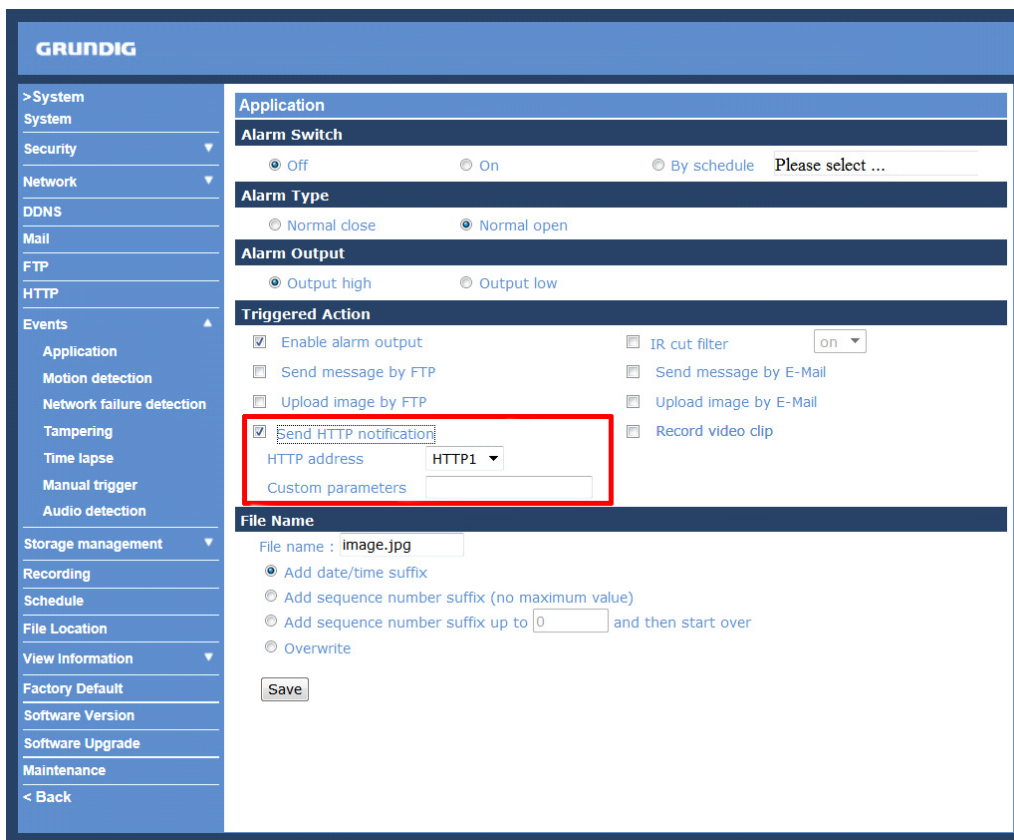 GRUNDIG
>System
System
Security
Network
DDNS
Mail
FTP
HTTP
Events
Application
Motion detection
Network failure detection
Tampering
Time lapse
Manual trigger
Audio detection
Storage management
Recording
Schedule
File Location
View Information
Factory Default
Software Version
Software Upgrade
Maintenance
< Back
Application
Alarm Switch
Off On By schedule Please select ...
Alarm Type
Normal close Normal open
Alarm Output
Output high Output low
Triggered Action
Enable alarm output IR cut filter on
Send message by FTP Send message by E-Mail
Upload image by FTP Upload image by E-Mail
Send HTTP notification Record video clip
HTTP address HTTP1
Custom parameters
File Name
File name : image.jpg
Add date/time suffix
Add sequence number suffix (no maximum value)
Add sequence number suffix up to 0 and then start over
Overwrite
Save